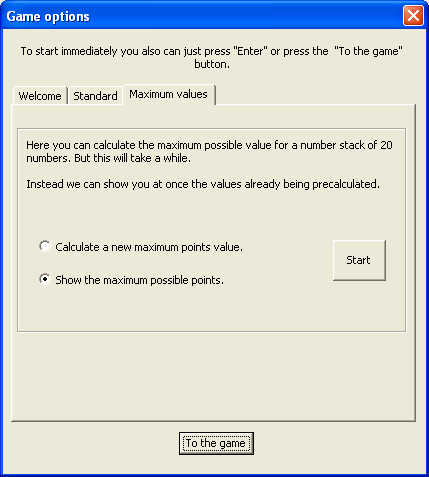 Game options
To start immediately you also can just press "Enter" or press the "To the game"
button.
Welcome
Standard
Maximum values
Here you can calculate the maximum possible value for a number stack of 20
numbers. But this will take a while.
Instead we can show you at once the values already being precalculated.
Calculate a new maximum points value.
Show the maximum possible points.
Start
To the game